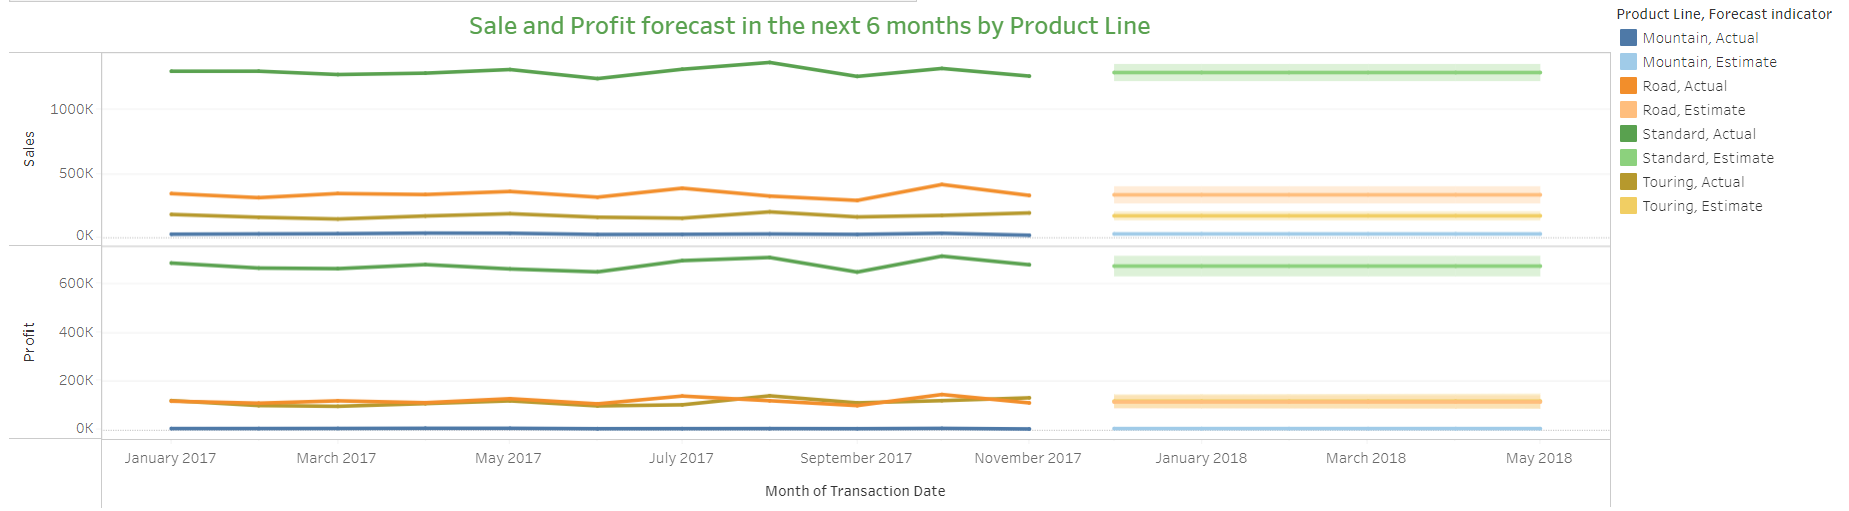 Sale and Profit forecast in the next 6 months by Product Line
Product Line, Forecast indicator
Mountain, Actual
Mountain, Estimate
Road, Actual
Road, Estimate
Standard, Actual
Standard, Estimate
Touring, Actual
Touring, Estimate
Sales
1000K
500K
0K
Profit
600K
400K
200K
0K
January 2017 March 2017 May 2017 July 2017 September 2017 November 2017 January 2018 March 2018 May 2018
Month of Transaction Date